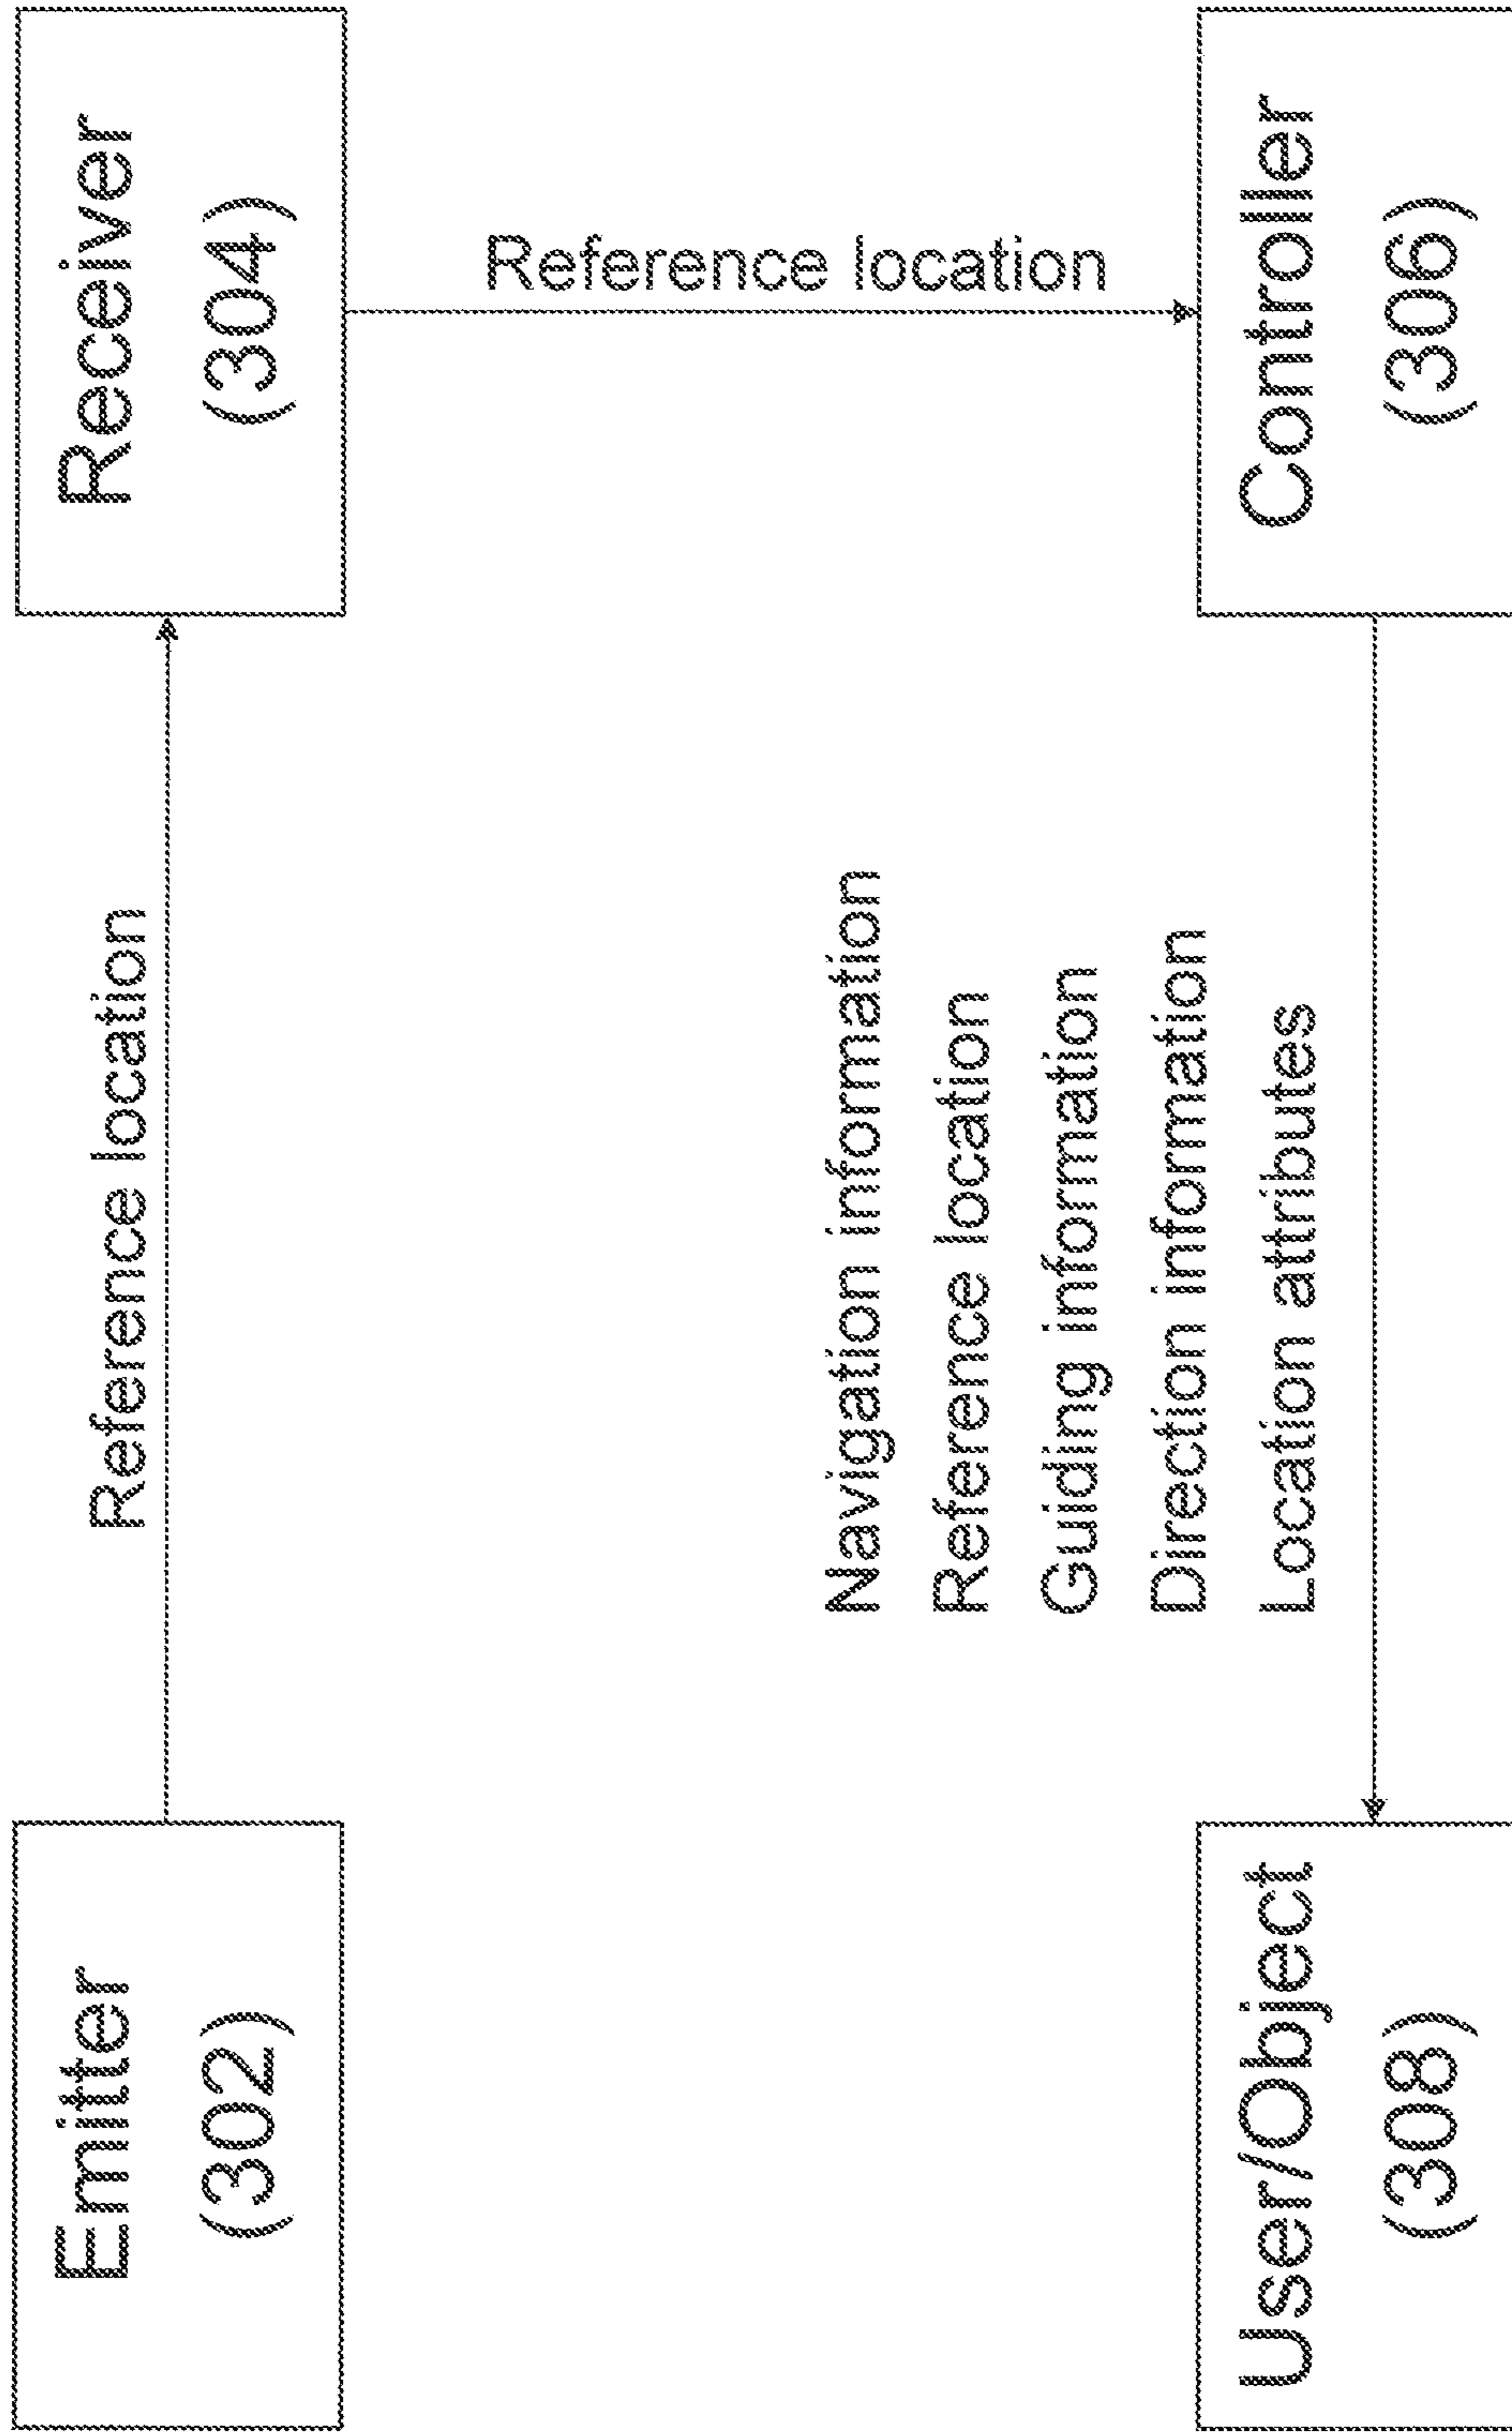 Emitter
(302)
Reference location
Receiver
(304)
Reference location
Navigation information
Reference location
Guiding information
Direction information
Location attributes
User/Object
(308)
Controller
(306)